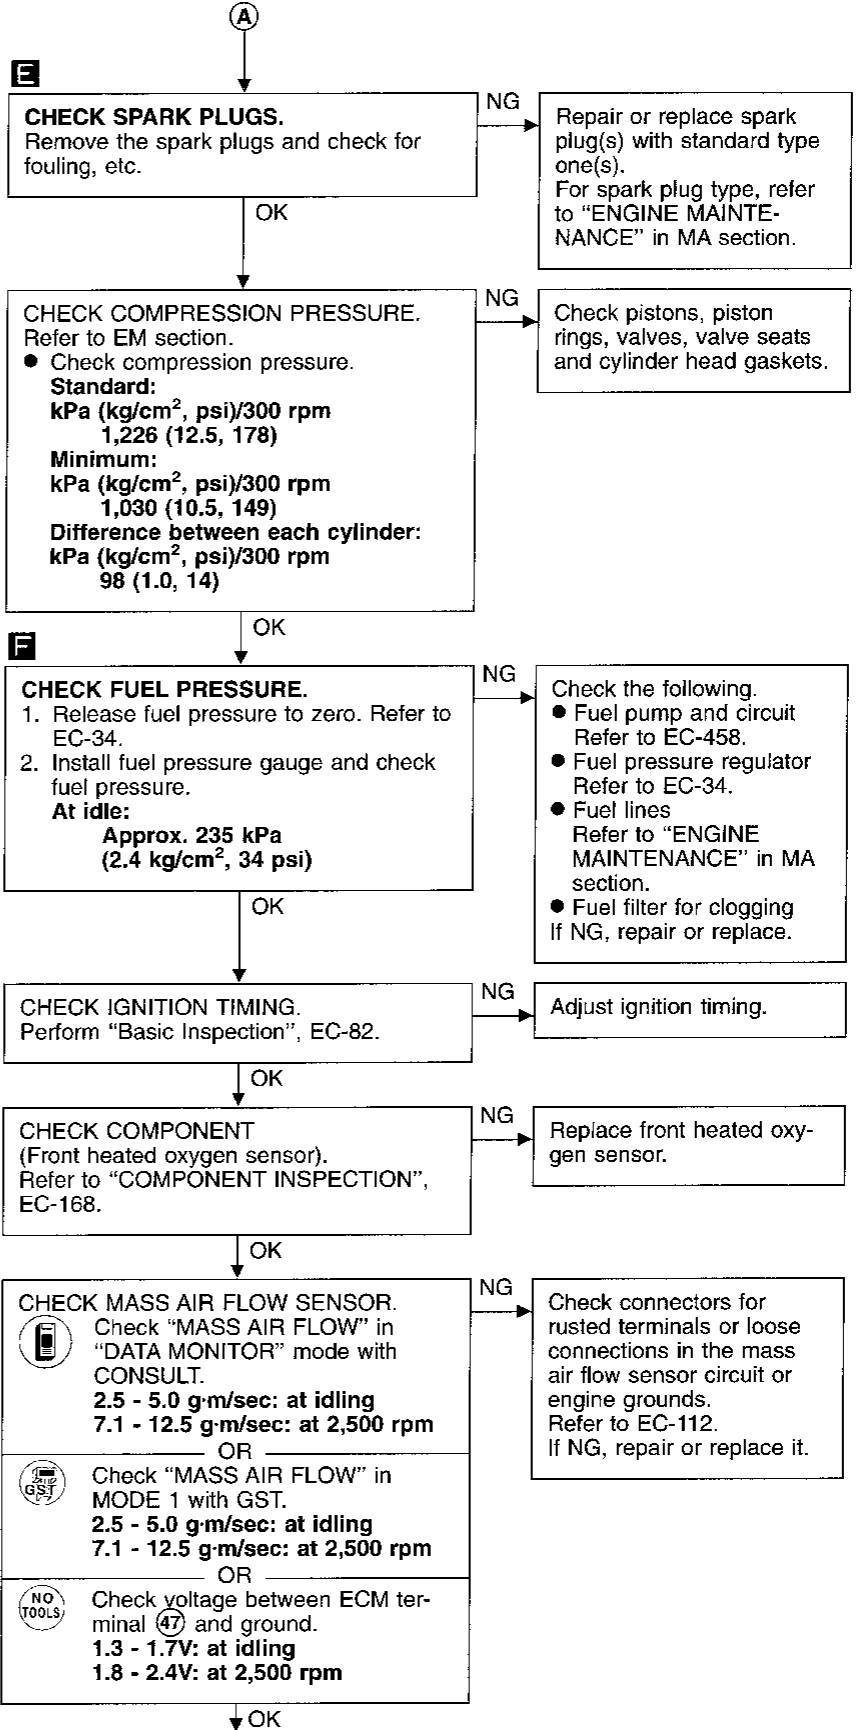 A
E
CHECK SPARK PLUGS.
Remove the spark plugs and check for
fouling, etc.
NG
Repair or replace spark
plug(s) with standard type
one(s).
For spark plug type, refer
to “ENGINE MAINTE-
NANCE” in MA section.
OK
CHECK COMPRESSION PRESSURE.
Refer to EM section.
● Check compression pressure.
Standard:
kPa (kg/cm², psi)/300 rpm
1,226 (12.5, 178)
Minimum:
kPa (kg/cm², psi)/300 rpm
1,030 (10.5, 149)
Difference between each cylinder:
kPa (kg/cm², psi)/300 rpm
98 (1.0, 14)
NG
Check pistons, piston
rings, valves, valve seats
and cylinder head gaskets.
OK
F
CHECK FUEL PRESSURE.
1. Release fuel pressure to zero. Refer to
EC-34.
2. Install fuel pressure gauge and check
fuel pressure.
At idle:
Approx. 235 kPa
(2.4 kg/cm², 34 psi)
NG
Check the following.
● Fuel pump and circuit
Refer to EC-458.
● Fuel pressure regulator
Refer to EC-34.
● Fuel lines
Refer to “ENGINE
MAINTENANCE” in MA
section.
● Fuel filter for clogging
If NG, repair or replace.
OK
CHECK IGNITION TIMING.
Perform “Basic Inspection”, EC-82.
NG
Adjust ignition timing.
OK
CHECK COMPONENT
(Front heated oxygen sensor).
Refer to “COMPONENT INSPECTION”,
EC-168.
NG
Replace front heated oxy-
gen sensor.
OK
CHECK MASS AIR FLOW SENSOR.
Check “MASS AIR FLOW” in
“DATA MONITOR” mode with
CONSULT.
2.5 - 5.0 g·m/sec: at idling
7.1 - 12.5 g·m/sec: at 2,500 rpm
OR
GST
Check “MASS AIR FLOW” in
MODE 1 with GST.
2.5 - 5.0 g·m/sec: at idling
7.1 - 12.5 g·m/sec: at 2,500 rpm
OR
NO
TOOLS
Check voltage between ECM ter-
minal 47 and ground.
1.3 - 1.7V: at idling
1.8 - 2.4V: at 2,500 rpm
NG
Check connectors for
rusted terminals or loose
connections in the mass
air flow sensor circuit or
engine grounds.
Refer to EC-112.
If NG, repair or replace it.
OK